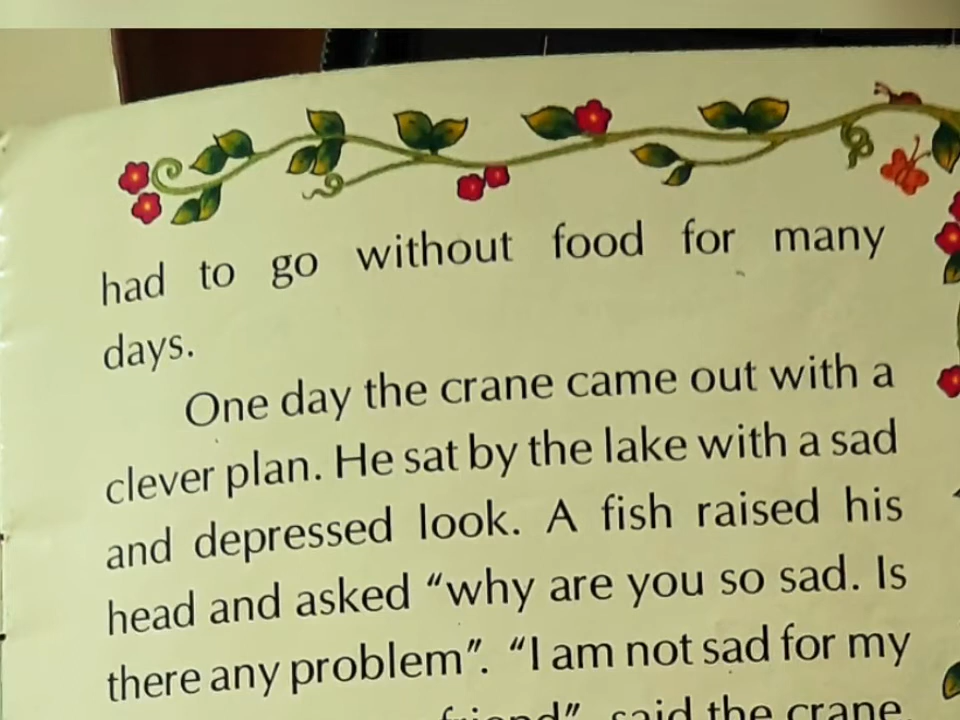 had to go without food for many
days.
One day the crane came out with a
clever plan. He sat by the lake with a sad
and depressed look. A fish raised his
head and asked “why are you so sad. Is
there any problem”. “I am not sad for my
friend” said the crane